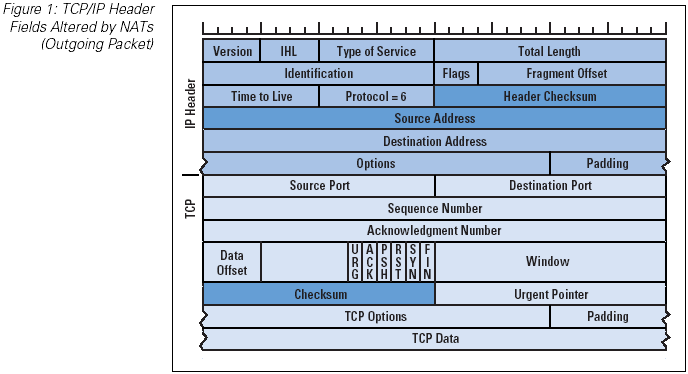 Figure 1: TCP/IP Header
Fields Altered by NATs
(Outgoing Packet)
IP Header
Version IHL Type of Service Total Length
Identification Flags Fragment Offset
Time to Live Protocol = 6 Header Checksum
Source Address
Destination Address
Options Padding
TCP
Source Port Destination Port
Sequence Number
Acknowledgment Number
Data Offset URG ACK PSH RST SYN FIN Window
Checksum Urgent Pointer
TCP Options Padding
TCP Data